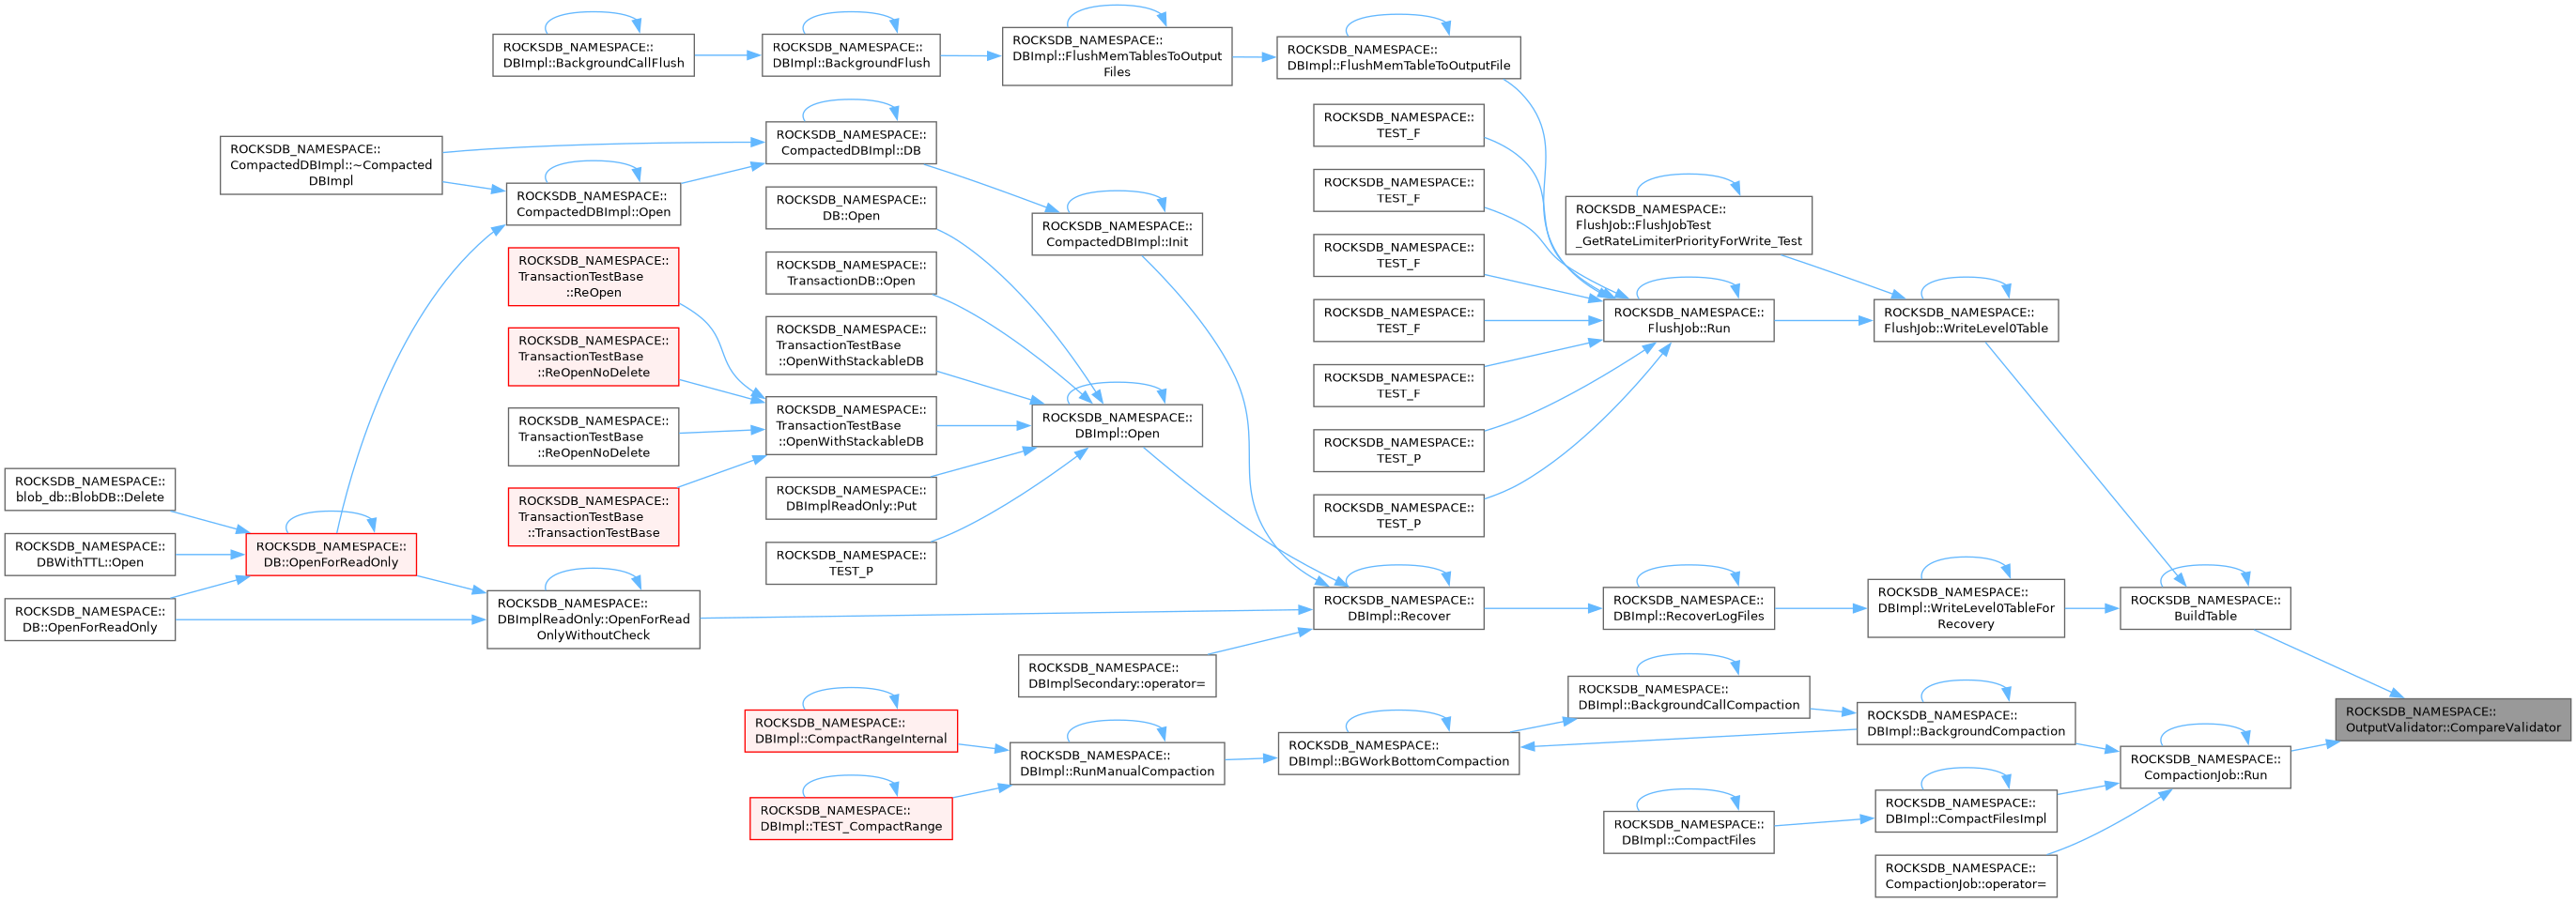 ROCKSDB_NAMESPACE::
DBImpl::BackgroundCallFlush
ROCKSDB_NAMESPACE::
DBImpl::BackgroundFlush
ROCKSDB_NAMESPACE::
DBImpl::FlushMemTablesToOutput
Files
ROCKSDB_NAMESPACE::
DBImpl::FlushMemTableToOutputFile
ROCKSDB_NAMESPACE::
TEST_F
ROCKSDB_NAMESPACE::
CompactedDBImpl::~Compacted
DBImpl
ROCKSDB_NAMESPACE::
CompactedDBImpl::DB
ROCKSDB_NAMESPACE::
CompactedDBImpl::Open
ROCKSDB_NAMESPACE::
DB::Open
ROCKSDB_NAMESPACE::
CompactedDBImpl::Init
ROCKSDB_NAMESPACE::
TEST_F
ROCKSDB_NAMESPACE::
FlushJob::FlushJobTest
_GetRateLimiterPriorityForWrite_Test
ROCKSDB_NAMESPACE::
TransactionTestBase
::ReOpen
ROCKSDB_NAMESPACE::
TransactionDB::Open
ROCKSDB_NAMESPACE::
TEST_F
ROCKSDB_NAMESPACE::
TransactionTestBase
::ReOpenNoDelete
ROCKSDB_NAMESPACE::
TransactionTestBase
::OpenWithStackableDB
ROCKSDB_NAMESPACE::
TEST_F
ROCKSDB_NAMESPACE::
FlushJob::Run
ROCKSDB_NAMESPACE::
FlushJob::WriteLevel0Table
ROCKSDB_NAMESPACE::
TransactionTestBase
::ReOpenNoDelete
ROCKSDB_NAMESPACE::
TransactionTestBase
::OpenWithStackableDB
ROCKSDB_NAMESPACE::
DBImpl::Open
ROCKSDB_NAMESPACE::
TEST_F
ROCKSDB_NAMESPACE::
TEST_P
ROCKSDB_NAMESPACE::
blob_db::BlobDB::Delete
ROCKSDB_NAMESPACE::
TransactionTestBase
::TransactionTestBase
ROCKSDB_NAMESPACE::
DBImplReadOnly::Put
ROCKSDB_NAMESPACE::
TEST_P
ROCKSDB_NAMESPACE::
DBWithTTL::Open
ROCKSDB_NAMESPACE::
DB::OpenForReadOnly
ROCKSDB_NAMESPACE::
TEST_P
ROCKSDB_NAMESPACE::
DB::OpenForReadOnly
ROCKSDB_NAMESPACE::
DBImplReadOnly::OpenForRead
OnlyWithoutCheck
ROCKSDB_NAMESPACE::
DBImpl::Recover
ROCKSDB_NAMESPACE::
DBImpl::RecoverLogFiles
ROCKSDB_NAMESPACE::
DBImpl::WriteLevel0TableFor
Recovery
ROCKSDB_NAMESPACE::
BuildTable
ROCKSDB_NAMESPACE::
DBImplSecondary::operator=
ROCKSDB_NAMESPACE::
DBImpl::BackgroundCallCompaction
ROCKSDB_NAMESPACE::
DBImpl::BackgroundCompaction
ROCKSDB_NAMESPACE::
OutputValidator::CompareValidator
ROCKSDB_NAMESPACE::
DBImpl::CompactRangeInternal
ROCKSDB_NAMESPACE::
DBImpl::RunManualCompaction
ROCKSDB_NAMESPACE::
DBImpl::BGWorkBottomCompaction
ROCKSDB_NAMESPACE::
CompactionJob::Run
ROCKSDB_NAMESPACE::
DBImpl::TEST_CompactRange
ROCKSDB_NAMESPACE::
DBImpl::CompactFiles
ROCKSDB_NAMESPACE::
DBImpl::CompactFilesImpl
ROCKSDB_NAMESPACE::
CompactionJob::operator=